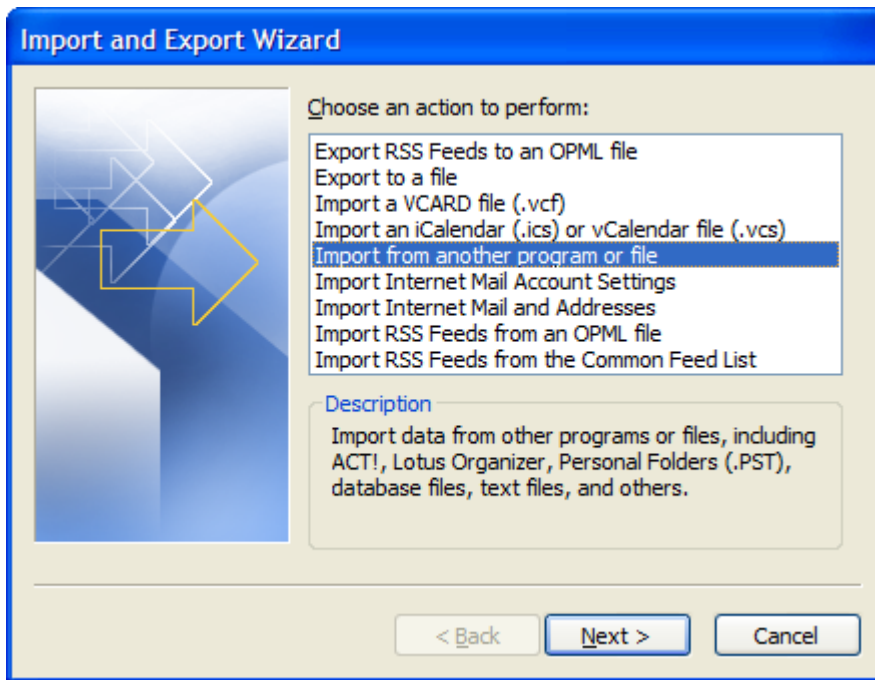 Import and Export Wizard
Choose an action to perform:
Export RSS Feeds to an OPML file
Export to a file
Import a VCARD file (.vcf)
Import an iCalendar (.ics) or vCalendar file (.vcs)
Import from another program or file
Import Internet Mail Account Settings
Import Internet Mail and Addresses
Import RSS Feeds from an OPML file
Import RSS Feeds from the Common Feed List
Description
Import data from other programs or files, including
ACT!, Lotus Organizer, Personal Folders (.PST),
database files, text files, and others.
< Back Next > Cancel